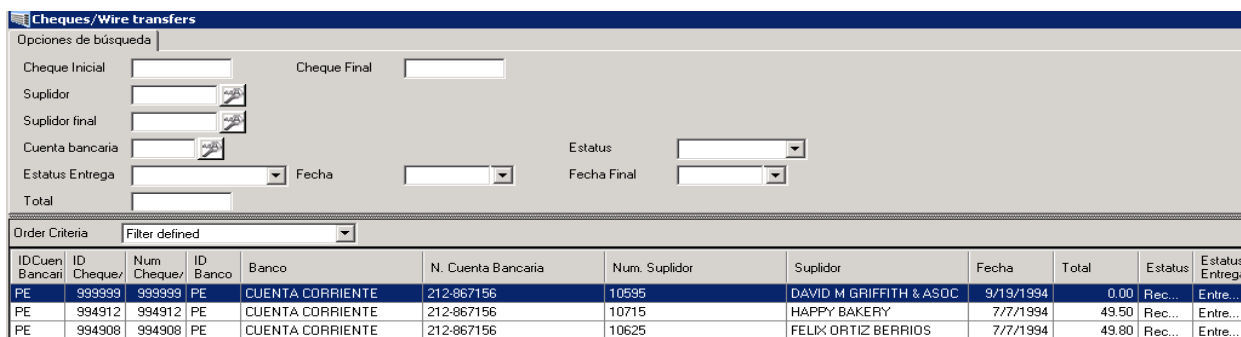 Cheques/Wire transfers
Opciones de búsqueda
Cheque Inicial Cheque Final
Suplidor
Suplidor final
Cuenta bancaria Estatus
Estatus Entrega Fecha Fecha Final
Total
Order Criteria Filter defined
IDCuen Bancari ID Cheque/ Num Cheque/ ID Banco Banco N. Cuenta Bancaria Num. Suplidor Suplidor Fecha Total Estatus Estatus Entrega
PE 999999 999999 PE CUENTA CORRIENTE 212-867156 10595 DAVID M GRIFFITH & ASOC 9/19/1994 0.00 Rec... Entre...
PE 994912 994912 PE CUENTA CORRIENTE 212-867156 10715 HAPPY BAKERY 7/7/1994 49.50 Rec... Entre...
PE 994908 994908 PE CUENTA CORRIENTE 212-867156 10625 FELIX ORTIZ BERRIOS 7/7/1994 49.80 Rec... Entre...